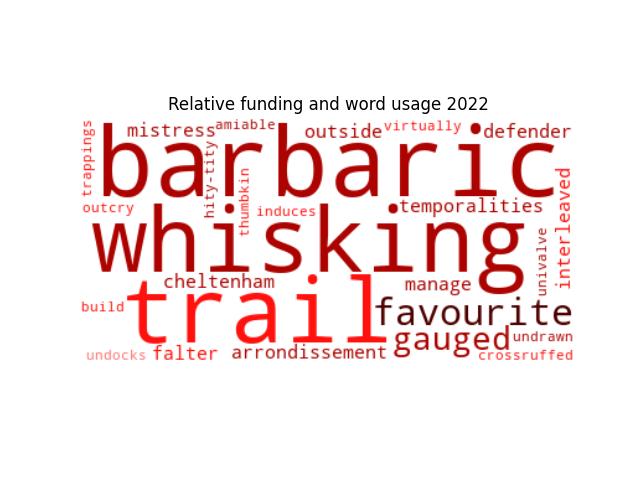 Relative funding and word usage 2022
trappings
mistress
amiable
outside
virtually
defender
barbaric
hity-tity
thumbkin
interleaved
outcry
induces
temporalities
whisking
univalve
cheltenham
manage
trail
build
favourite
gauged
undrawn
undocks
falter
arrondissement
crossruffed